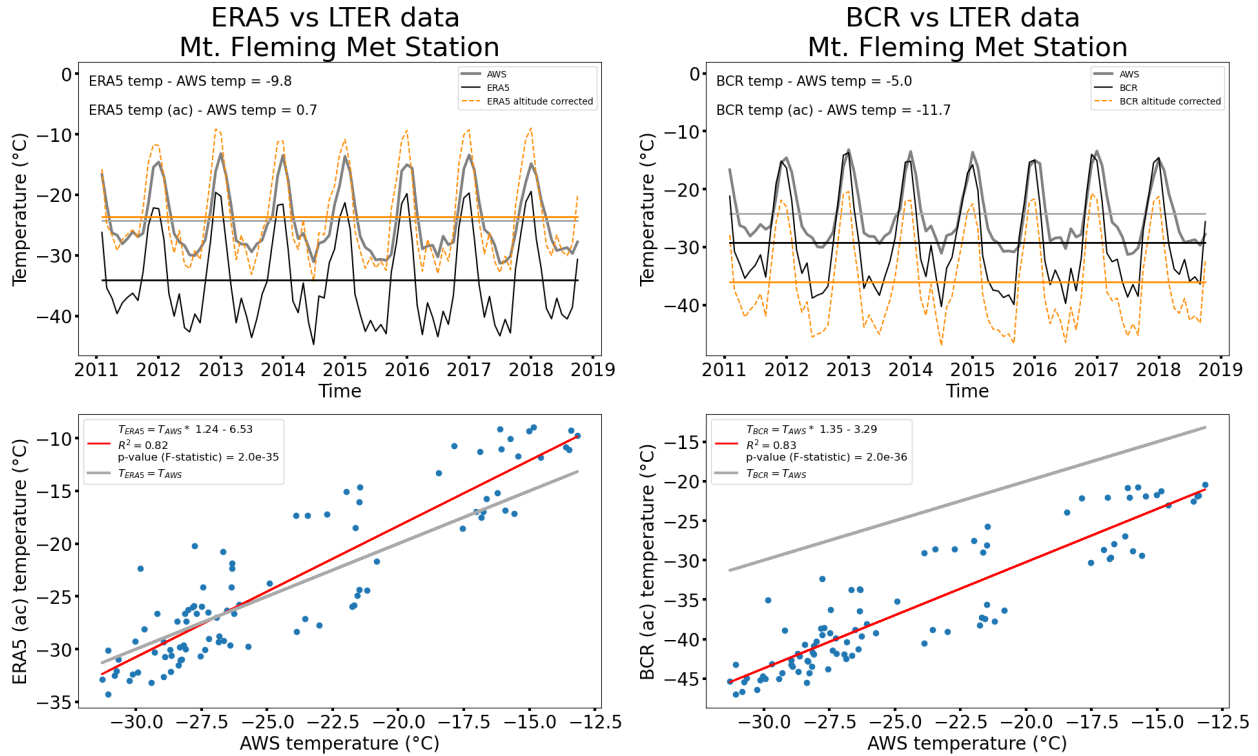 ERA5 vs LTER data
Mt. Fleming Met Station
ERA5 temp - AWS temp = -9.8
ERA5 temp (ac) - AWS temp = 0.7
AWS
ERA5
ERA5 altitude corrected
Temperature (°C)
0
−10
−20
−30
−40
2011 2012 2013 2014 2015 2016 2017 2018 2019
Time
BCR vs LTER data
Mt. Fleming Met Station
BCR temp - AWS temp = -5.0
BCR temp (ac) - AWS temp = -11.7
AWS
BCR
BCR altitude corrected
Temperature (°C)
0
−10
−20
−30
−40
2011 2012 2013 2014 2015 2016 2017 2018 2019
Time
T_ERA5 = T_AWS * 1.24 - 6.53
R² = 0.82
p-value (F-statistic) = 2.0e-35
T_ERA5 = T_AWS
ERA5 (ac) temperature (°C)
−10
−15
−20
−25
−30
−35
−30.0 −27.5 −25.0 −22.5 −20.0 −17.5 −15.0 −12.5
AWS temperature (°C)
T_BCR = T_AWS * 1.35 - 3.29
R² = 0.83
p-value (F-statistic) = 2.0e-36
T_BCR = T_AWS
BCR (ac) temperature (°C)
−15
−20
−25
−30
−35
−40
−45
−30.0 −27.5 −25.0 −22.5 −20.0 −17.5 −15.0 −12.5
AWS temperature (°C)